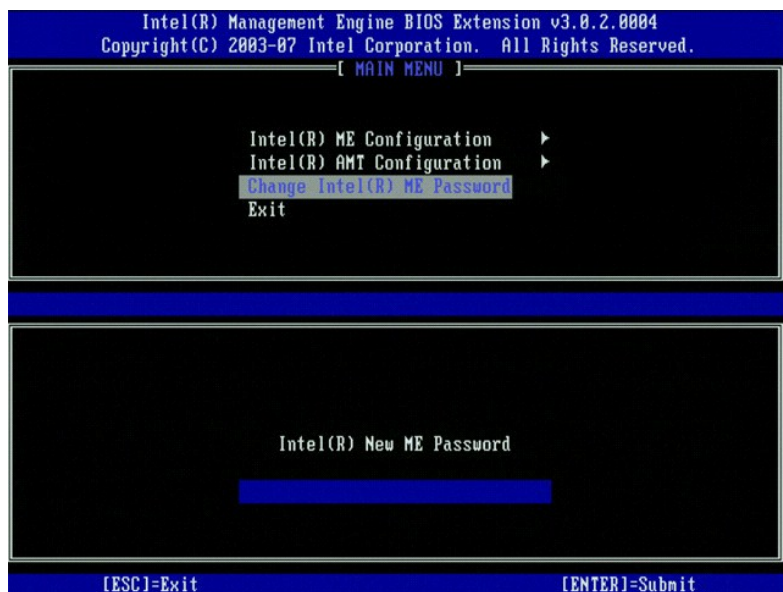 Intel(R) Management Engine BIOS Extension v3.0.2.0004
Copyright(C) 2003-07 Intel Corporation. All Rights Reserved.
[ MAIN MENU ]
Intel(R) ME Configuration ►
Intel(R) AMT Configuration ►
Change Intel(R) ME Password
Exit
Intel(R) New ME Password
[ESC]=Exit [ENTER]=Submit